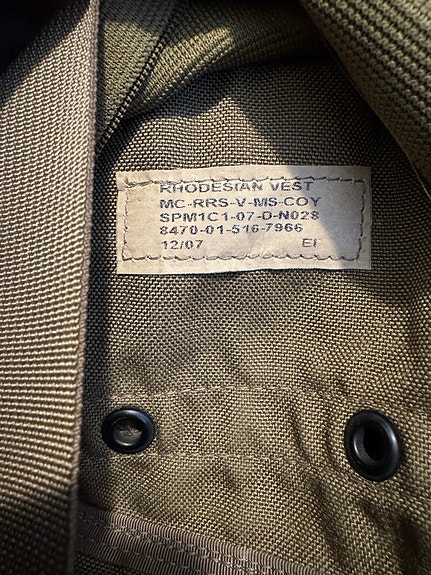 RHODESIAN VEST
MC-RRS-V-MS-COY
SPM1C1-07-D-N028
8470-01-516-7966
12/07 EI